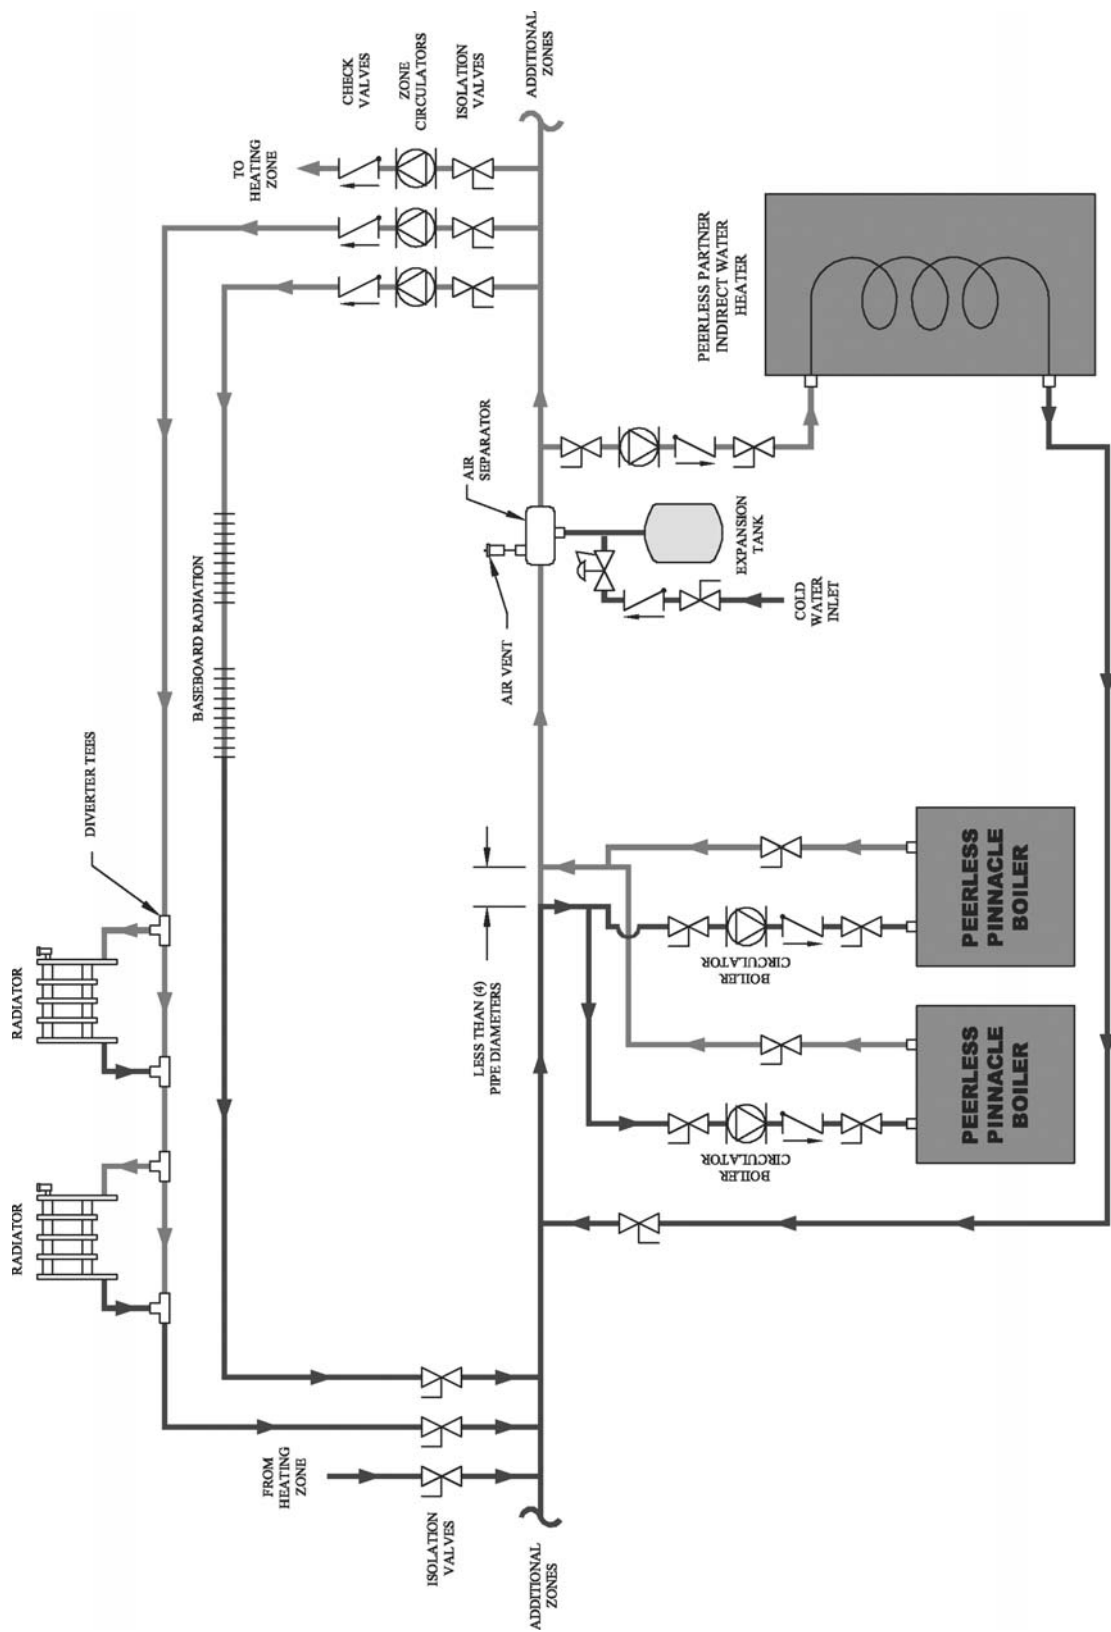 RADIATOR
RADIATOR
DIVERTER TEES
BASEBOARD RADIATION
FROM
HEATING
ZONE
TO
HEATING
ZONE
CHECK
VALVES
ZONE
CIRCULATORS
ISOLATION
VALVES
ISOLATION
VALVES
ADDITIONAL
ZONES
ADDITIONAL
ZONES
LESS THAN (4)
PIPE DIAMETERS
AIR VENT
AIR
SEPARATOR
EXPANSION
TANK
COLD
WATER
INLET
PEERLESS PARTNER
INDIRECT WATER
HEATER
BOILER
CIRCULATOR
BOILER
CIRCULATOR
PEERLESS
PINNACLE
BOILER
PEERLESS
PINNACLE
BOILER